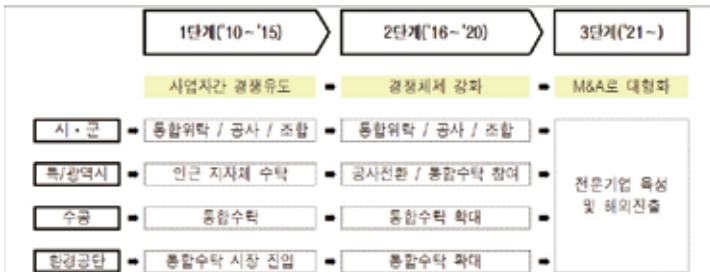 1단계('10~'15) 2단계('16~'20) 3단계('21~)
사업자간 경쟁유도 경쟁체제 강화 M&A로 대형화
시·군 통합위탁 / 공사 / 조합 통합위탁 / 공사 / 조합
특/광역시 인근 지자체 수탁 공사전환 / 통합수탁 참여
전문기업 육성
및 해외진출
수공 통합수탁 통합수탁 확대
환경공단 통합수탁 시장 진입 통합수탁 확대